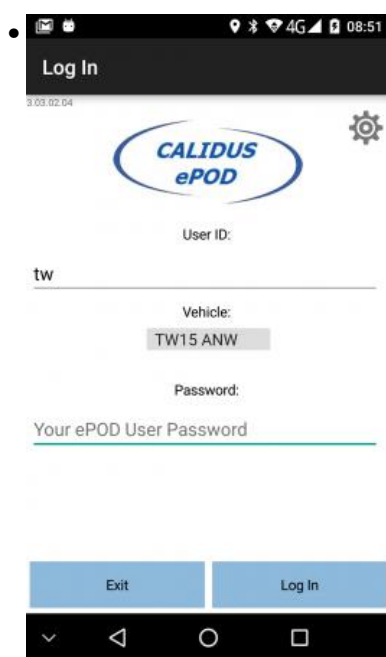 4G 08:51
Log In
3.03.02.04
CALIDUS
ePOD
User ID:
tw
Vehicle:
TW15 ANW
Password:
Your ePOD User Password
Exit Log In